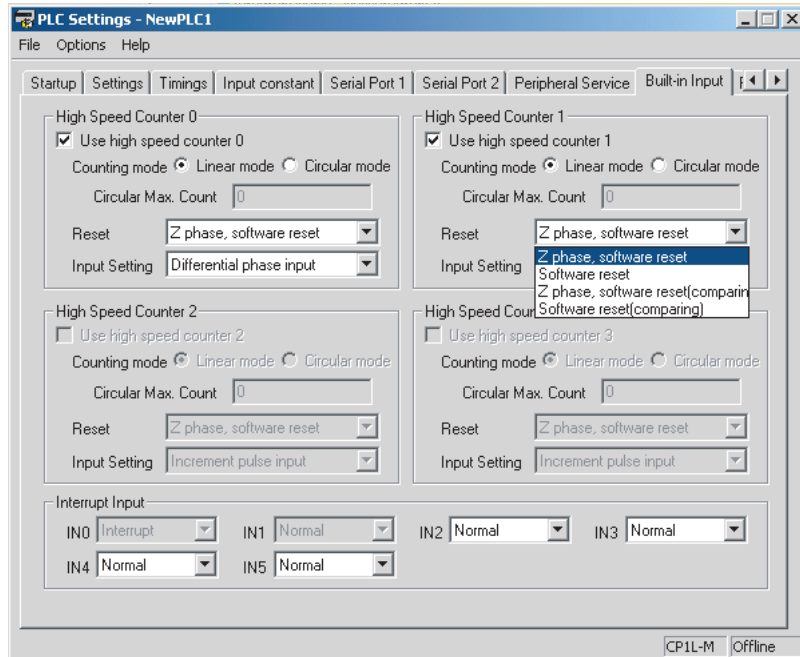 PLC Settings - NewPLC1
File Options Help
Startup Settings Timings Input constant Serial Port 1 Serial Port 2 Peripheral Service Built-in Input
High Speed Counter 0
Use high speed counter 0
Counting mode Linear mode Circular mode
Circular Max. Count 0
Reset Z phase, software reset
Input Setting Differential phase input
High Speed Counter 1
Use high speed counter 1
Counting mode Linear mode Circular mode
Circular Max. Count 0
Reset Z phase, software reset
Input Setting
Z phase, software reset
Software reset
Z phase, software reset(comparin
Software reset(comparing)
High Speed Counter 2
Use high speed counter 2
Counting mode Linear mode Circular mode
Circular Max. Count 0
Reset Z phase, software reset
Input Setting Increment pulse input
High Speed Cour
Use high speed counter 3
Counting mode Linear mode Circular mode
Circular Max. Count 0
Reset Z phase, software reset
Input Setting Increment pulse input
Interrupt Input
IN0 Interrupt IN1 Normal IN2 Normal IN3 Normal
IN4 Normal IN5 Normal
CP1L-M Offline